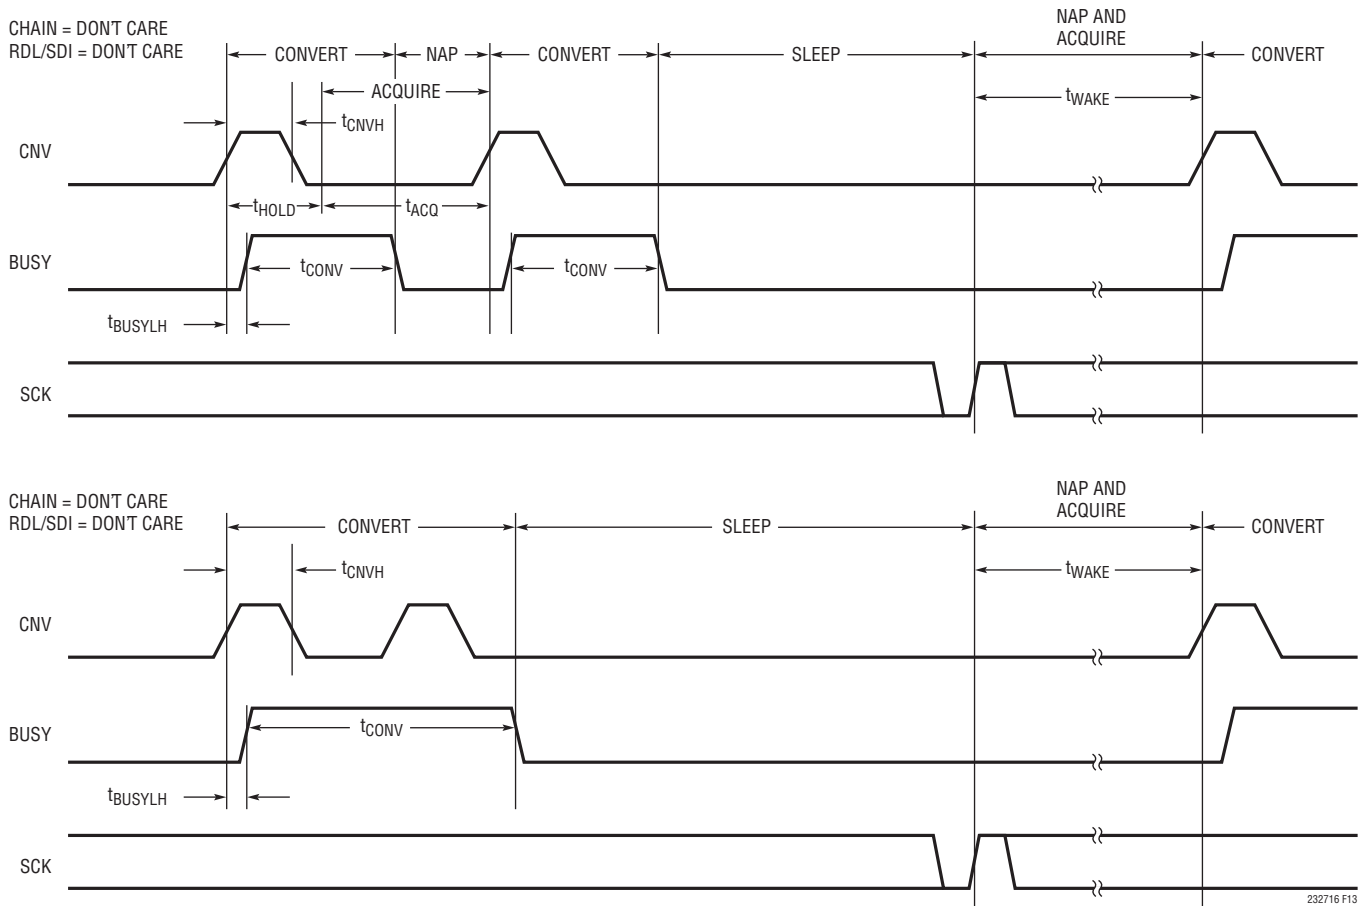 CHAIN = DON'T CARE
RDL/SDI = DON'T CARE
NAP AND
ACQUIRE
CONVERT
NAP
CONVERT
SLEEP
CONVERT
ACQUIRE
tWAKE
tCNVH
CNV
tHOLD
tACQ
BUSY
tCONV
tCONV
tBUSYLH
SCK
CHAIN = DON'T CARE
RDL/SDI = DON'T CARE
NAP AND
ACQUIRE
CONVERT
SLEEP
CONVERT
tCNVH
tWAKE
CNV
BUSY
tCONV
tBUSYLH
SCK
232716 F13